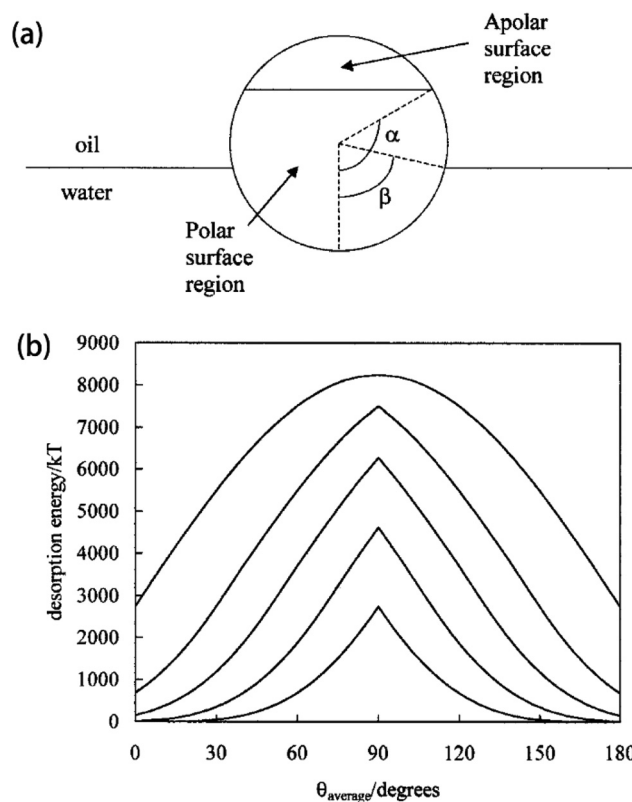 (a)
Apolar
surface
region
α
oil
water
β
Polar
surface
region
(b)
9000
8000
7000
6000
5000
4000
3000
2000
1000
0
desorption energy/kT
0 30 60 90 120 150 180
θaverage/degrees